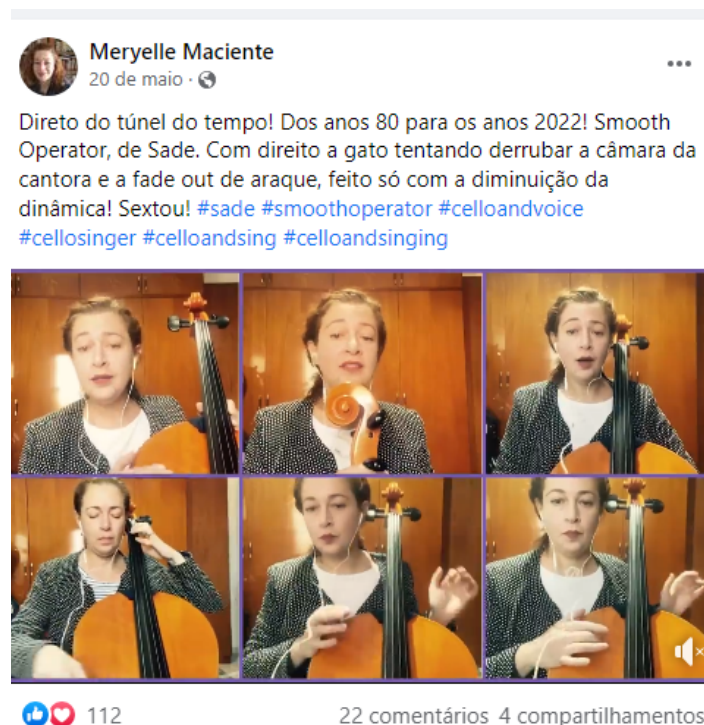 Meryelle Maciente
20 de maio ·
Direto do túnel do tempo! Dos anos 80 para os anos 2022! Smooth
Operator, de Sade. Com direito a gato tentando derrubar a câmara da
cantora e a fade out de araque, feito só com a diminuição da
dinâmica! Sextou! #sade #smoothoperator #celloandvoice
#cellosinger #celloandsing #celloandsinging
112 22 comentários 4 compartilhamentos